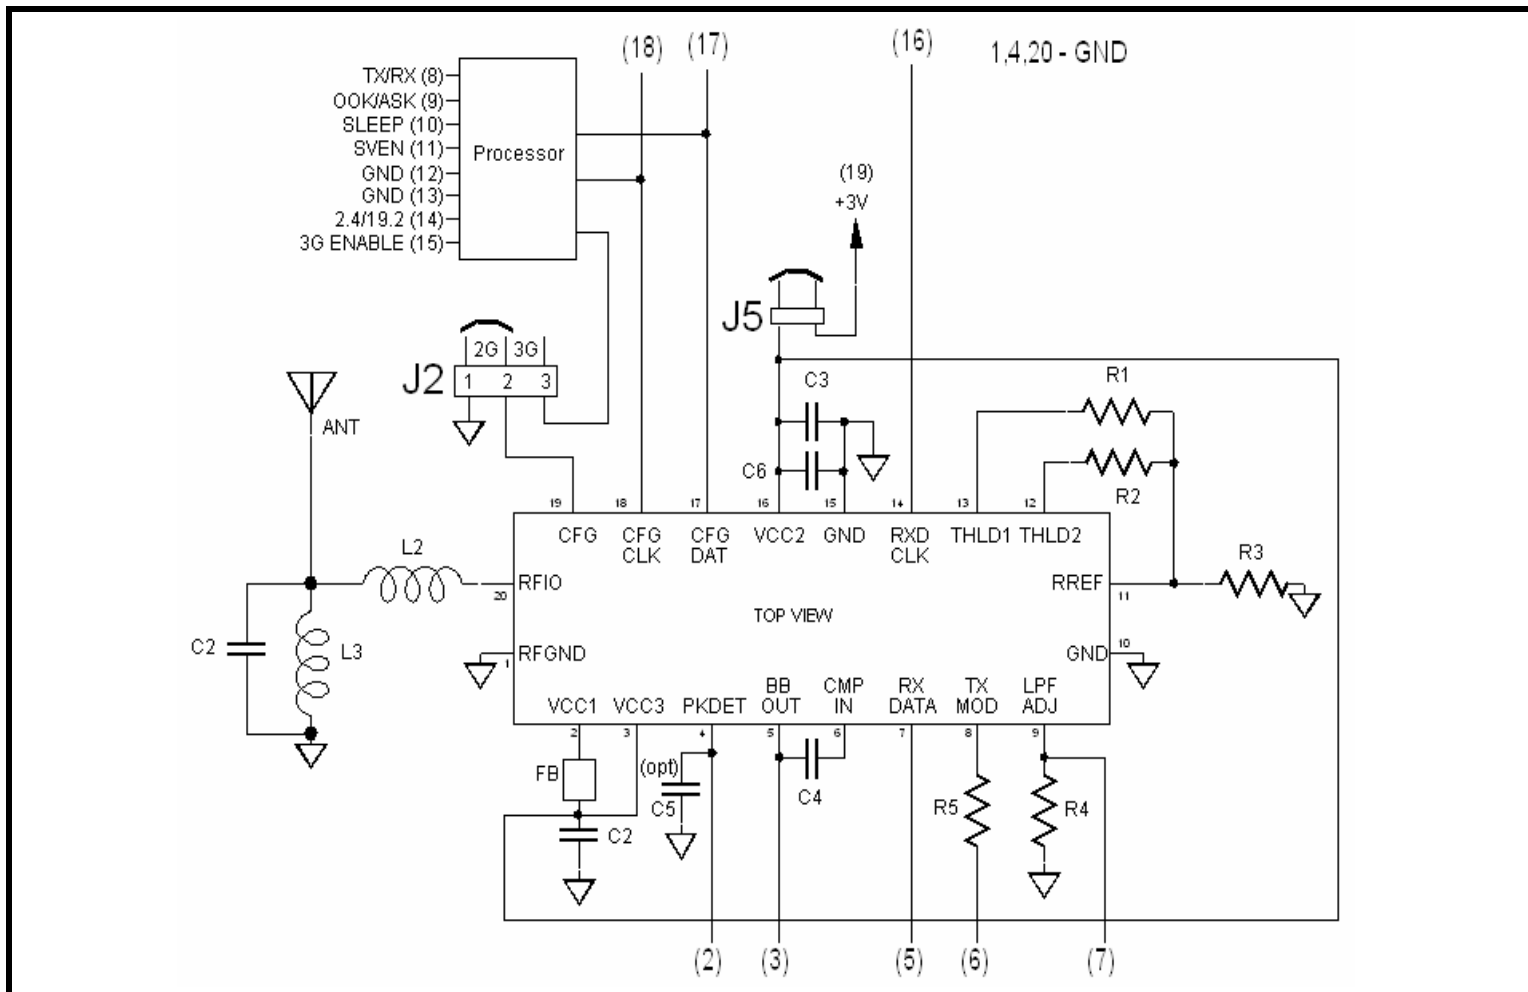 (18) (17) (16) 1,4,20 - GND
TX/RX (8)
OOK/ASK (9)
SLEEP (10)
SVEN (11)
GND (12)
GND (13)
2.4/19.2 (14)
3G ENABLE (15)
Processor
(19)
+3V
J5
2G 3G
J2 1 2 3
ANT
C3
C6
R1
R2
19 18 17 16 15 14 13 12
CFG CFG CLK CFG DAT VCC2 GND RXD CLK THLD1 THLD2
L2
RFIO
20
RREF
11
R3
TOP VIEW
C2
L3
RFGND
1
GND
10
VCC1 VCC3 PKDET BB OUT CMP IN RX DATA TX MOD LPF ADJ
2 3 4 5 6 7 8 9
FB
(opt)
C5
C4
C2
R5
R4
(2) (3) (5) (6) (7)